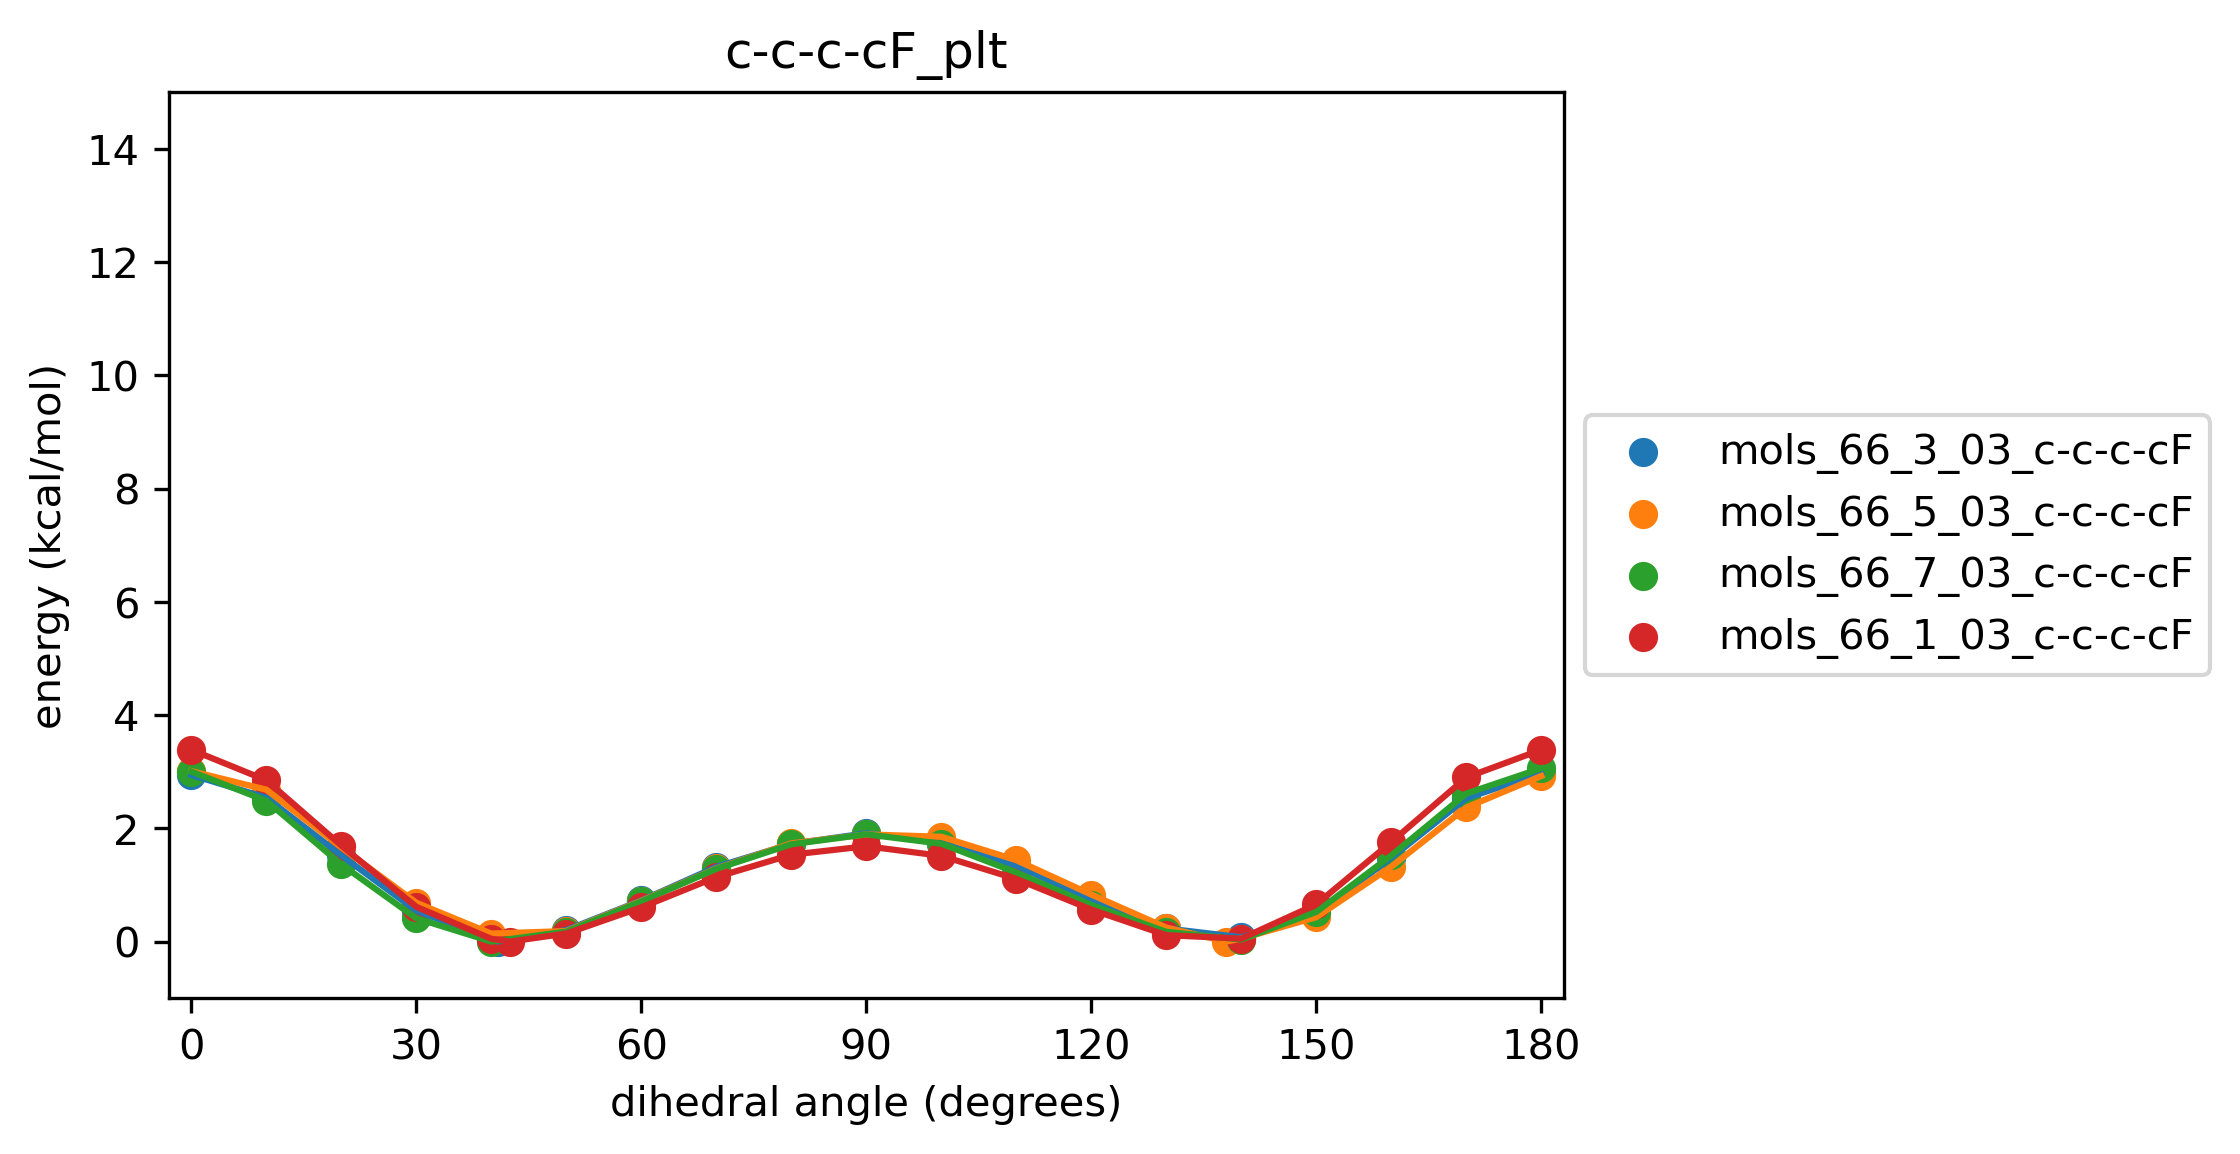 c-c-c-cF_plt
14
12
10
8
6
4
2
0
energy (kcal/mol)
0 30 60 90 120 150 180
dihedral angle (degrees)
mols_66_3_03_c-c-c-cF
mols_66_5_03_c-c-c-cF
mols_66_7_03_c-c-c-cF
mols_66_1_03_c-c-c-cF